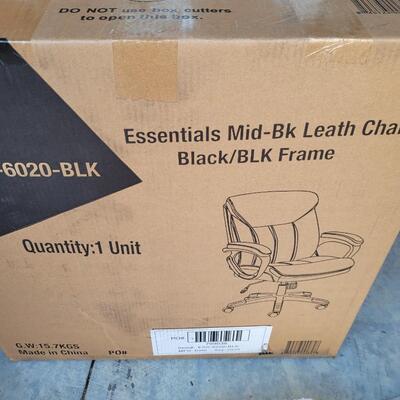 DO NOT use box cutters
to open this box.
-6020-BLK
Essentials Mid-Bk Leath Chai
Black/BLK Frame
Quantity:1 Unit
G.W:15.7KGS
Made in China PO#
PO#: